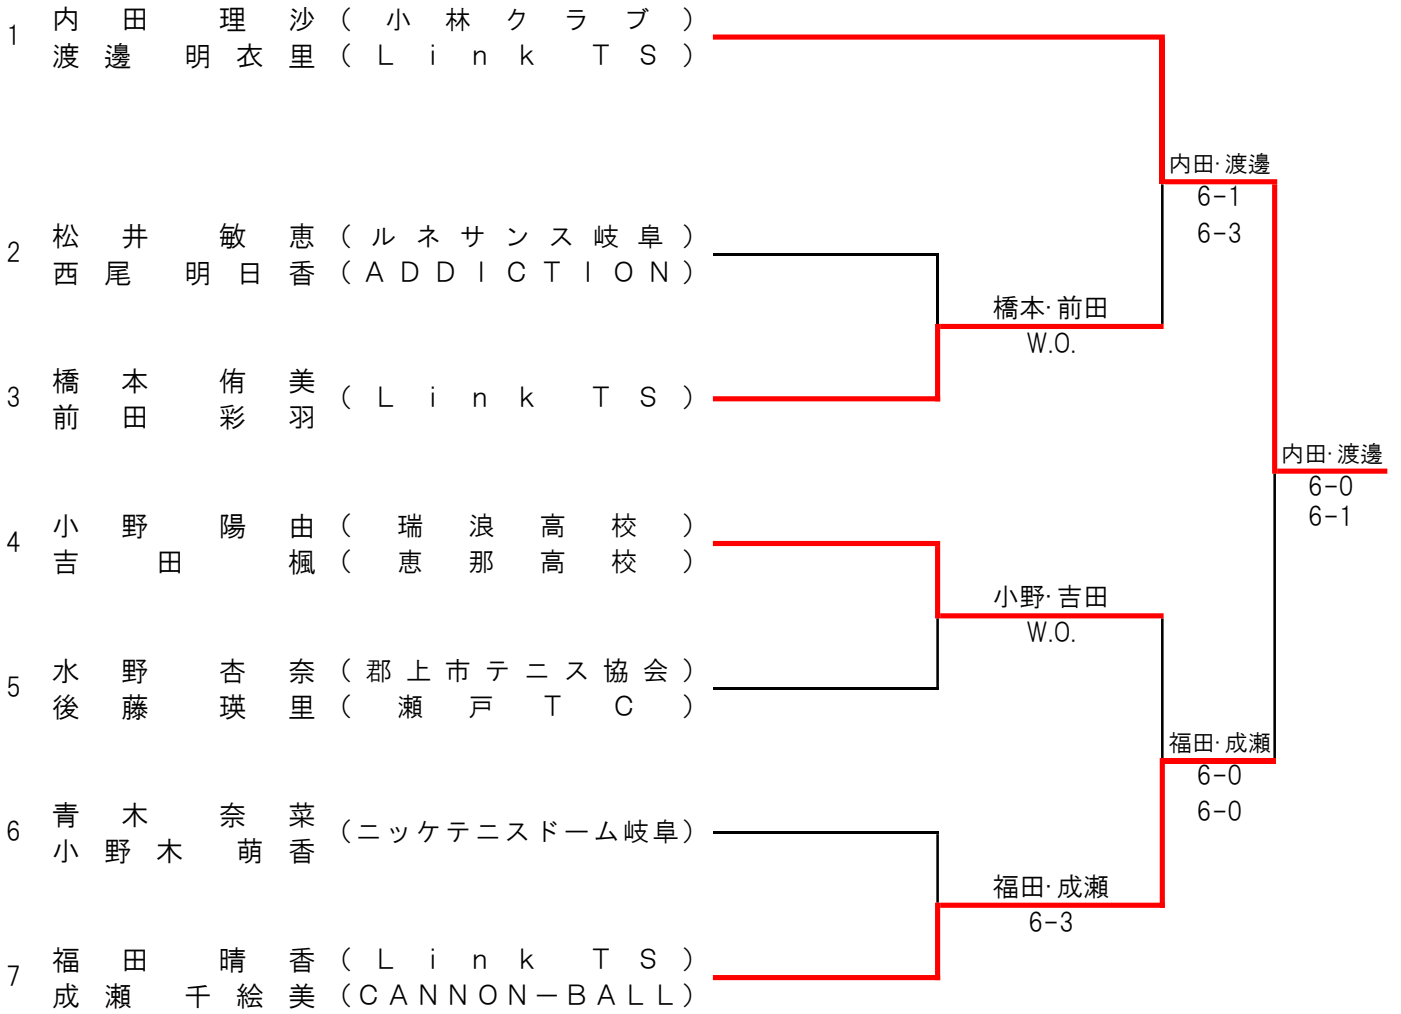 1
内田 理沙(小林クラブ)
渡邊 明衣里(Link TS)
2
松井 敏恵(ルネサンス岐阜)
西尾 明日香(ADDICTION)
3
橋本 侑美
前田 彩羽
(Link TS)
4
小野 陽由(瑞浪高校)
吉田 楓(恵那高校)
5
水野 杏奈(郡上市テニス協会)
後藤 瑛里(瀬戸TC)
6
青木 奈菜
小野木 萌香
(ニッケテニスドーム岐阜)
7
福田 晴香(Link TS)
成瀬 千絵美(CANNON-BALL)
橋本・前田
W.O.
小野・吉田
W.O.
福田・成瀬
6-3
内田・渡邊
6-1
6-3
福田・成瀬
6-0
6-0
内田・渡邊
6-0
6-1